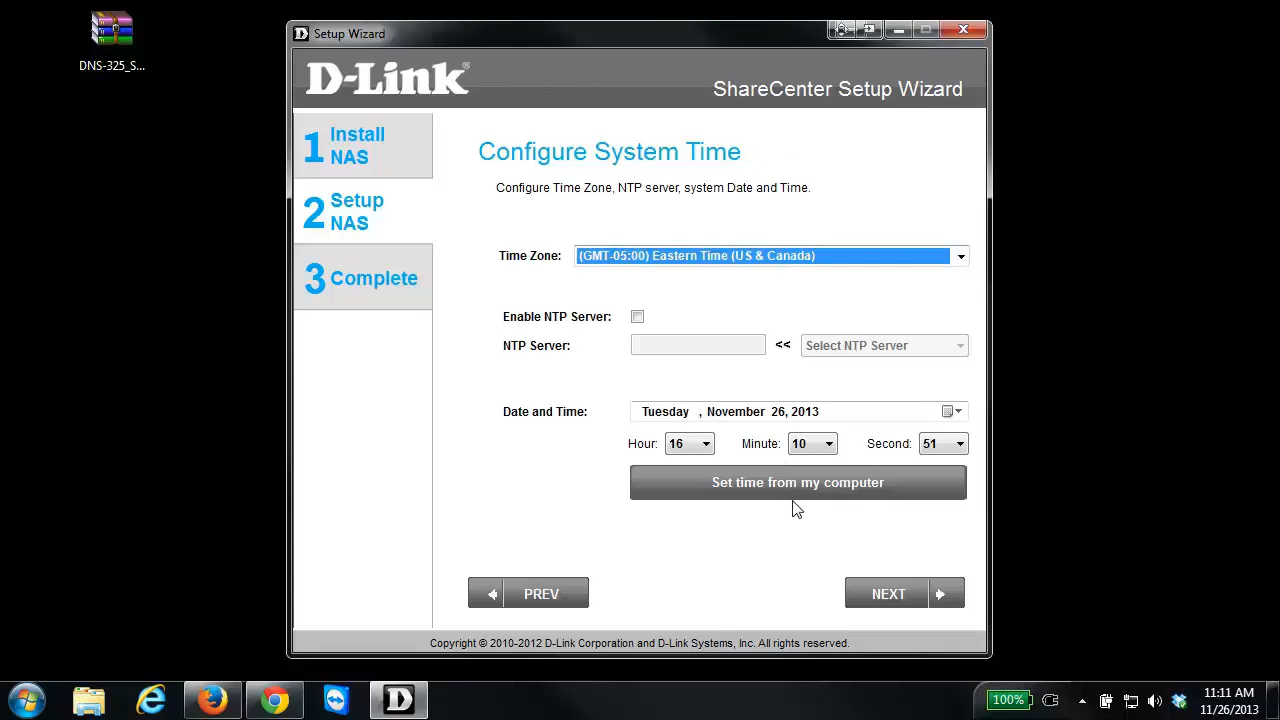 DNS-325_S...
Setup Wizard
D-Link®
ShareCenter Setup Wizard
1 Install NAS
2 Setup NAS
3 Complete
Configure System Time
Configure Time Zone, NTP server, system Date and Time.
Time Zone: (GMT-05:00) Eastern Time (US & Canada)
Enable NTP Server:
NTP Server: << Select NTP Server
Date and Time: Tuesday , November 26, 2013
Hour: 16 Minute: 10 Second: 51
Set time from my computer
PREV NEXT
Copyright © 2010-2012 D-Link Corporation and D-Link Systems, Inc. All rights reserved.
D
100%
11:11 AM
11/26/2013